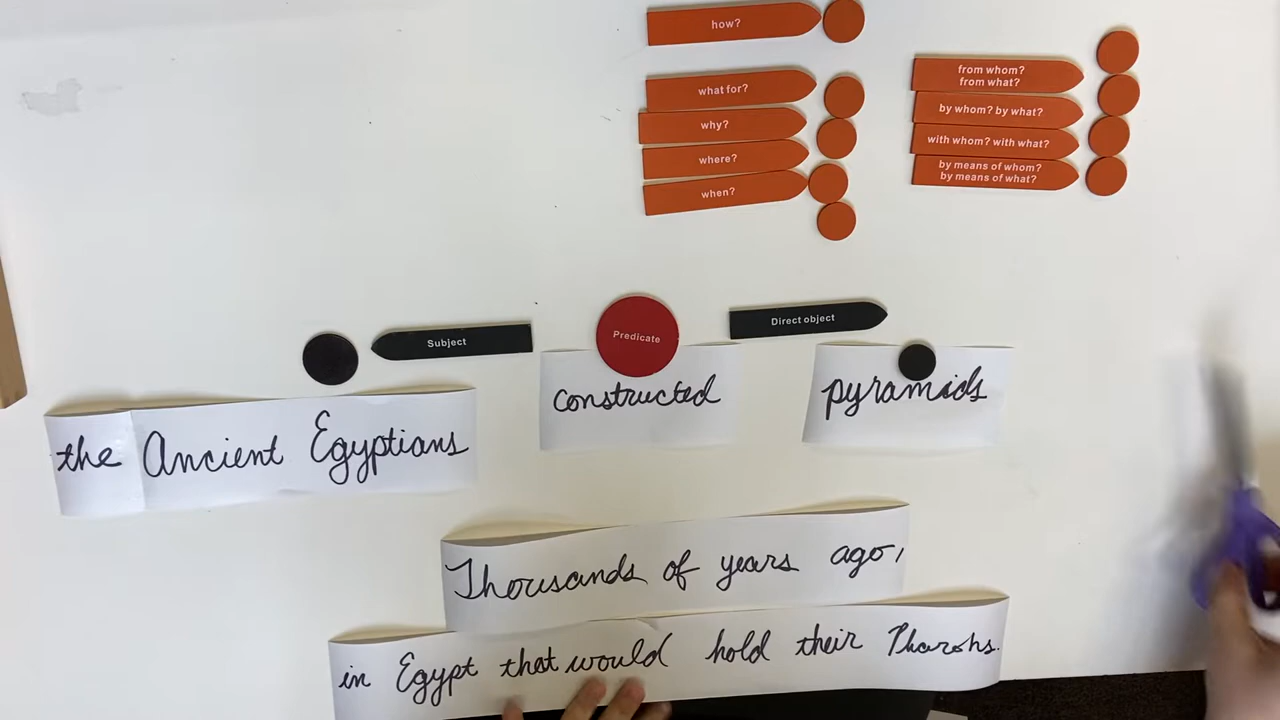 how?
what for?
why?
where?
when?
from whom?
from what?
by whom? by what?
with whom? with what?
by means of whom?
by means of what?
Subject
Predicate
Direct object
the Ancient Egyptians
constructed
pyramids
Thousands of years ago,
in Egypt that would hold their Pharohs.